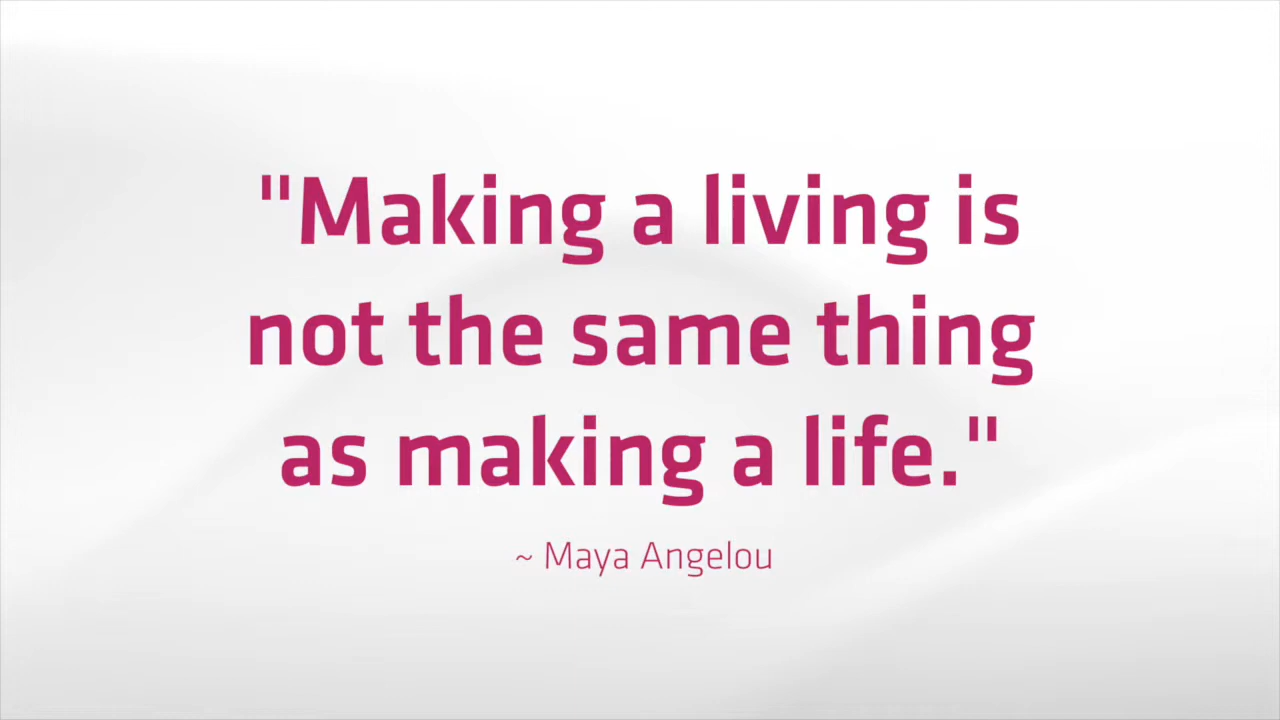 "Making a living is
not the same thing
as making a life."
~ Maya Angelou